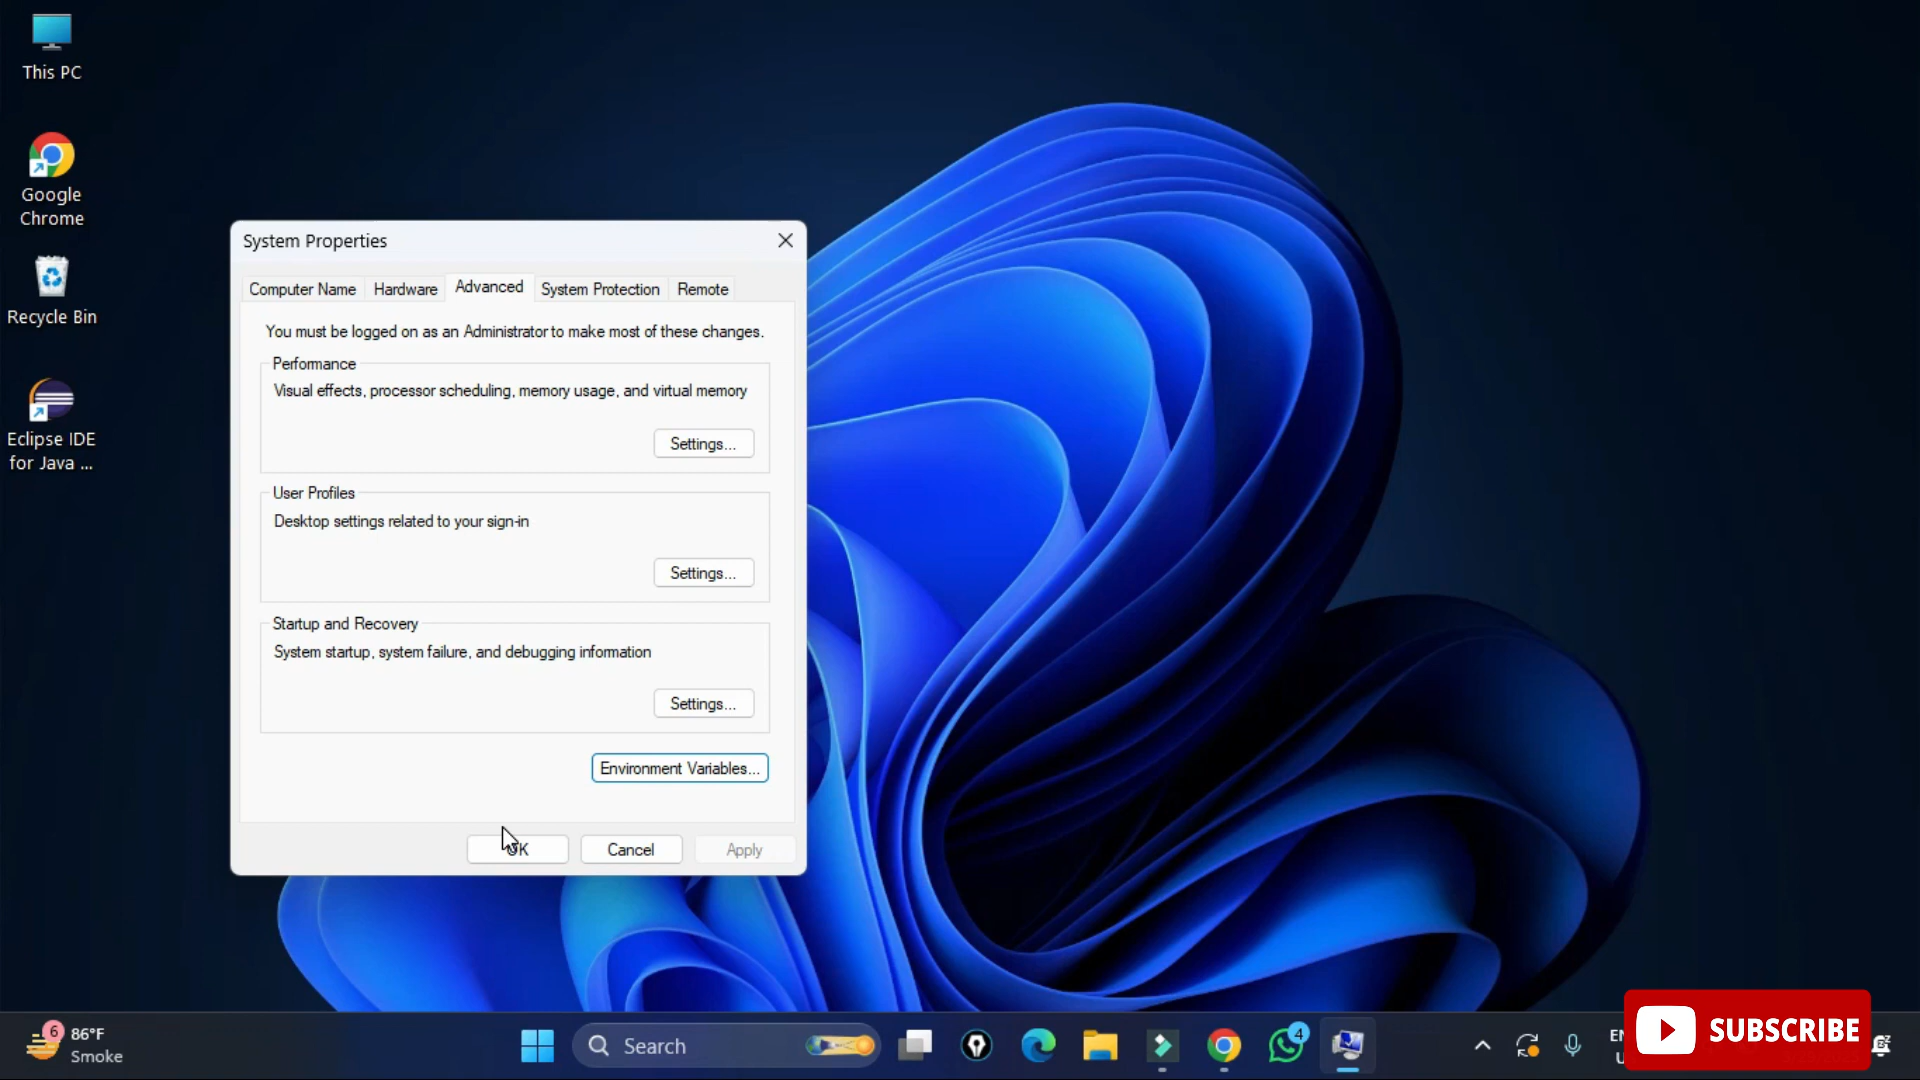 This PC
Google
Chrome
Recycle Bin
Eclipse IDE
for Java ...
System Properties
Computer Name
Hardware
Advanced
System Protection
Remote
You must be logged on as an Administrator to make most of these changes.
Performance
Visual effects, processor scheduling, memory usage, and virtual memory
Settings...
User Profiles
Desktop settings related to your sign-in
Settings...
Startup and Recovery
System startup, system failure, and debugging information
Settings...
Environment Variables...
OK
Cancel
Apply
6
86°F
Smoke
Search
4
SUBSCRIBE